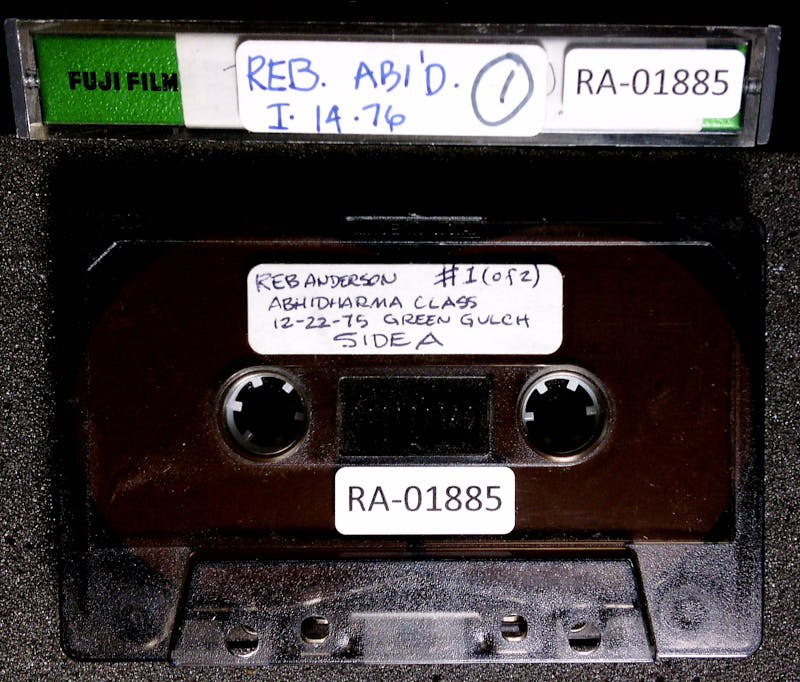 FUJI FILM
REB. ABI'D. 1
I. 14.76
RA-01885
REB ANDERSON #1 (of 2)
ABHIDHARMA CLASS
12-22-75 GREEN GULCH
SIDE A
RA-01885